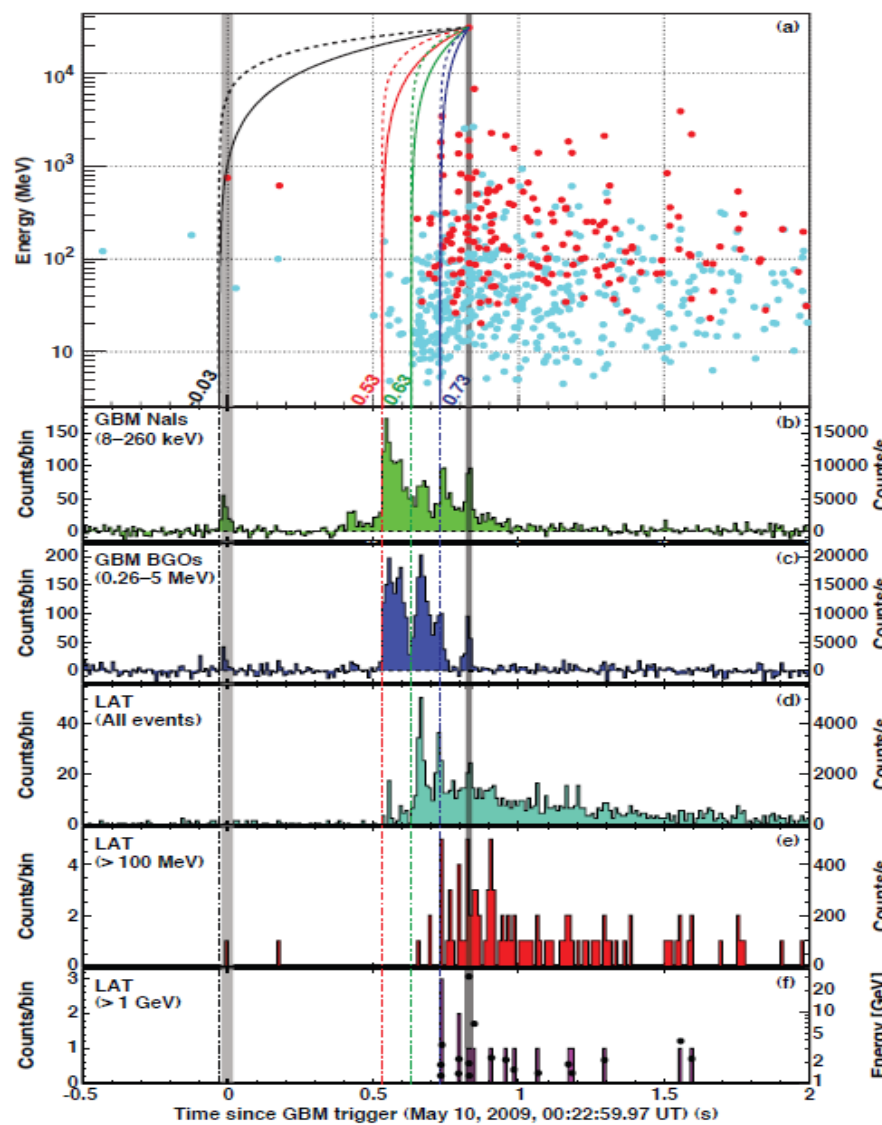 (a)
Energy (MeV)
10⁴
10³
10²
10
-0.03
0.53
0.63
0.73
GBM NaIs
(8–260 keV)
(b)
Counts/bin
150
100
50
0
15000
10000
5000
0
Counts/s
GBM BGOs
(0.26–5 MeV)
(c)
Counts/bin
200
150
100
50
0
20000
15000
10000
5000
0
Counts/s
LAT
(All events)
(d)
Counts/bin
40
20
0
4000
2000
0
Counts/s
LAT
(> 100 MeV)
(e)
Counts/bin
4
2
0
400
200
0
Counts/s
LAT
(> 1 GeV)
(f)
Counts/bin
3
2
1
0
20
10
5
2
1
Energy [GeV]
-0.5
0
0.5
1
1.5
2
Time since GBM trigger (May 10, 2009, 00:22:59.97 UT) (s)